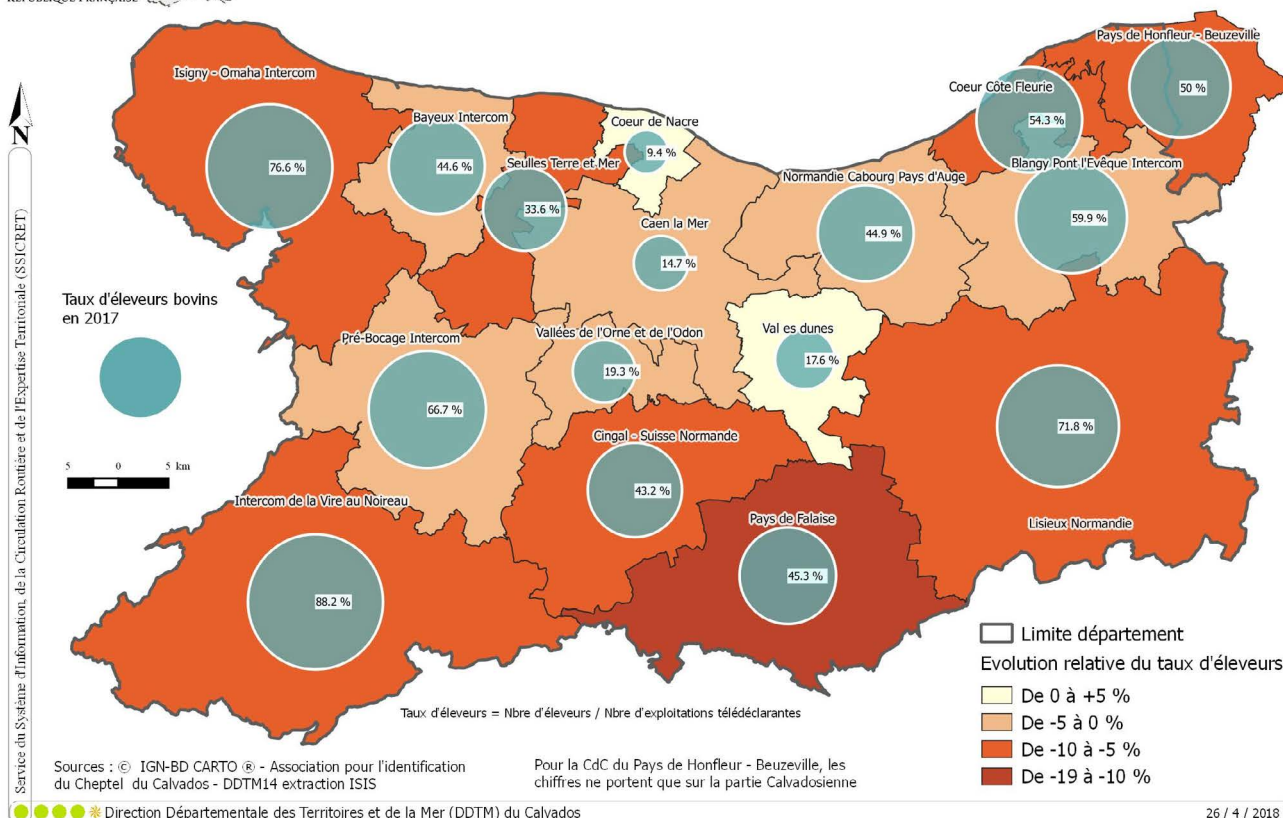 RÉPUBLIQUE FRANÇAISE
Pays de Honfleur - Beuzeville
Isigny - Omaha Intercom
Coeur Côte Fleurie
50 %
Bayeux Intercom
Coeur de Nacre
54.3 %
76.6 %
44.6 %
Seulles Terre et Mer
9.4 %
Blangy Pont l'Evêque Intercom
Normandie Cabourg Pays d'Auge
33.6 %
59.9 %
Caen la Mer
44.9 %
14.7 %
N
Taux d'éleveurs bovins
en 2017
Pré-Bocage Intercom
Vallées de l'Orne et de l'Odon
Val es dunes
17.6 %
19.3 %
66.7 %
71.8 %
Cingal - Suisse Normande
5 0 5 km
43.2 %
Intercom de la Vire au Noireau
Pays de Falaise
Lisieux Normandie
45.3 %
88.2 %
Limite département
Evolution relative du taux d'éleveurs
De 0 à +5 %
De -5 à 0 %
De -10 à -5 %
De -19 à -10 %
Taux d'éleveurs = Nbre d'éleveurs / Nbre d'exploitations télédéclarantes
Sources : © IGN-BD CARTO ® - Association pour l'identification
du Cheptel du Calvados - DDTM14 extraction ISIS
Pour la CdC du Pays de Honfleur - Beuzeville, les
chiffres ne portent que sur la partie Calvadosienne
Service du Système d'Information, de la Circulation Routière et de l'Expertise Territoriale (SSICRET)
Direction Départementale des Territoires et de la Mer (DDTM) du Calvados
26 / 4 / 2018